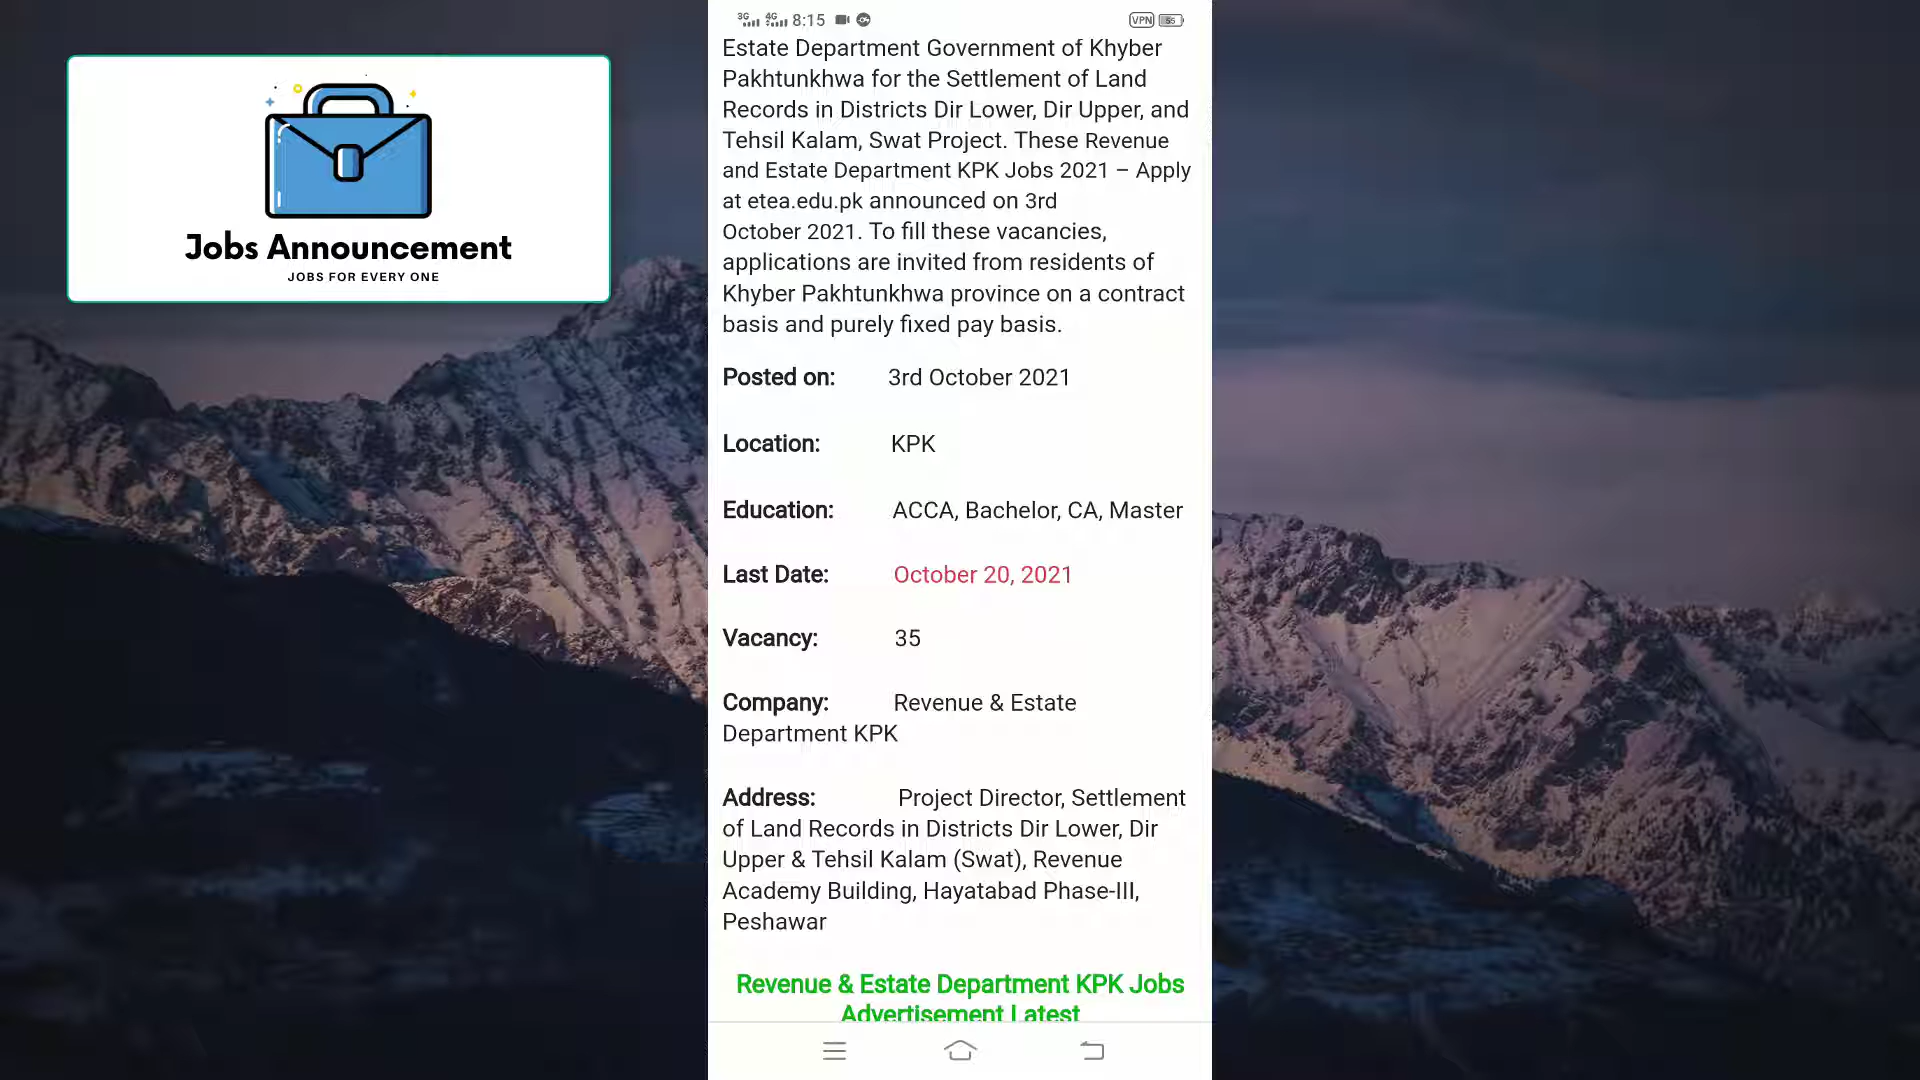 3G 4G 8:15 VPN 55
Jobs Announcement
JOBS FOR EVERY ONE
Estate Department Government of Khyber
Pakhtunkhwa for the Settlement of Land
Records in Districts Dir Lower, Dir Upper, and
Tehsil Kalam, Swat Project. These Revenue
and Estate Department KPK Jobs 2021 – Apply
at etea.edu.pk announced on 3rd
October 2021. To fill these vacancies,
applications are invited from residents of
Khyber Pakhtunkhwa province on a contract
basis and purely fixed pay basis.
Posted on: 3rd October 2021
Location: KPK
Education: ACCA, Bachelor, CA, Master
Last Date: October 20, 2021
Vacancy: 35
Company: Revenue & Estate
Department KPK
Address: Project Director, Settlement
of Land Records in Districts Dir Lower, Dir
Upper & Tehsil Kalam (Swat), Revenue
Academy Building, Hayatabad Phase-III,
Peshawar
Revenue & Estate Department KPK Jobs
Advertisement Latest